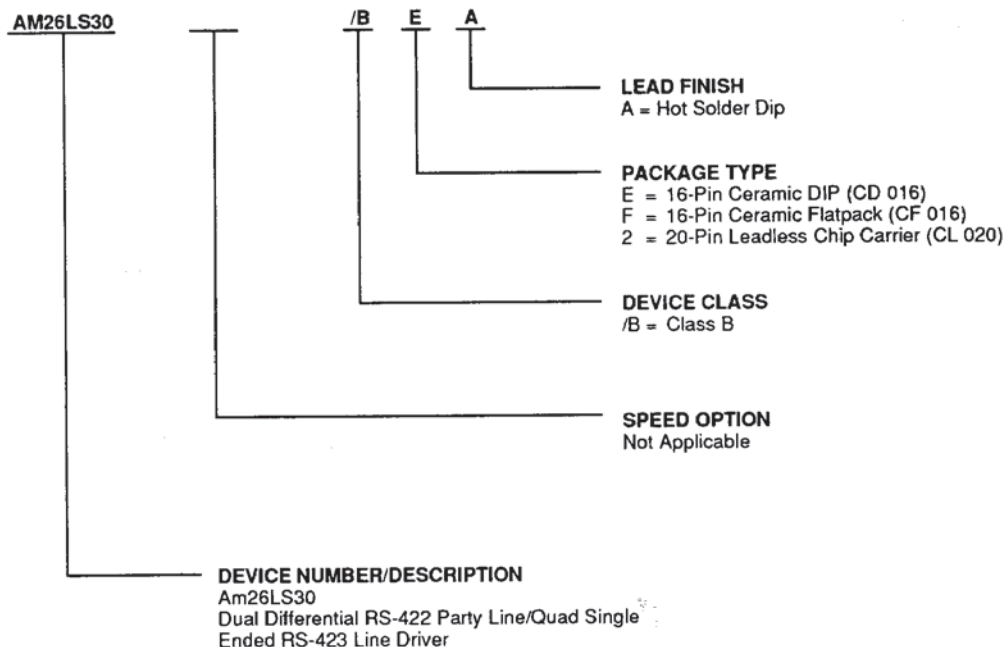 AM26LS30 /B E A
LEAD FINISH
A = Hot Solder Dip
PACKAGE TYPE
E = 16-Pin Ceramic DIP (CD 016)
F = 16-Pin Ceramic Flatpack (CF 016)
2 = 20-Pin Leadless Chip Carrier (CL 020)
DEVICE CLASS
/B = Class B
SPEED OPTION
Not Applicable
DEVICE NUMBER/DESCRIPTION
Am26LS30
Dual Differential RS-422 Party Line/Quad Single
Ended RS-423 Line Driver